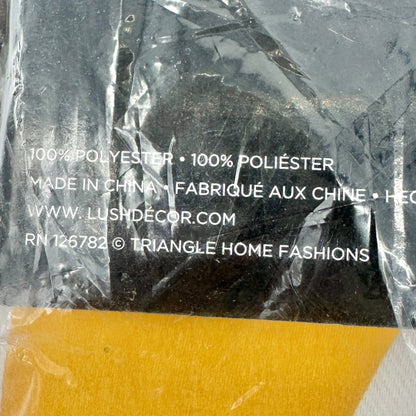 100% POLYESTER • 100% POLIÉSTER
MADE IN CHINA • FABRIQUÉ AUX CHINE •
WWW.LUSHDECOR.COM
RN 126782 © TRIANGLE HOME FASHIONS